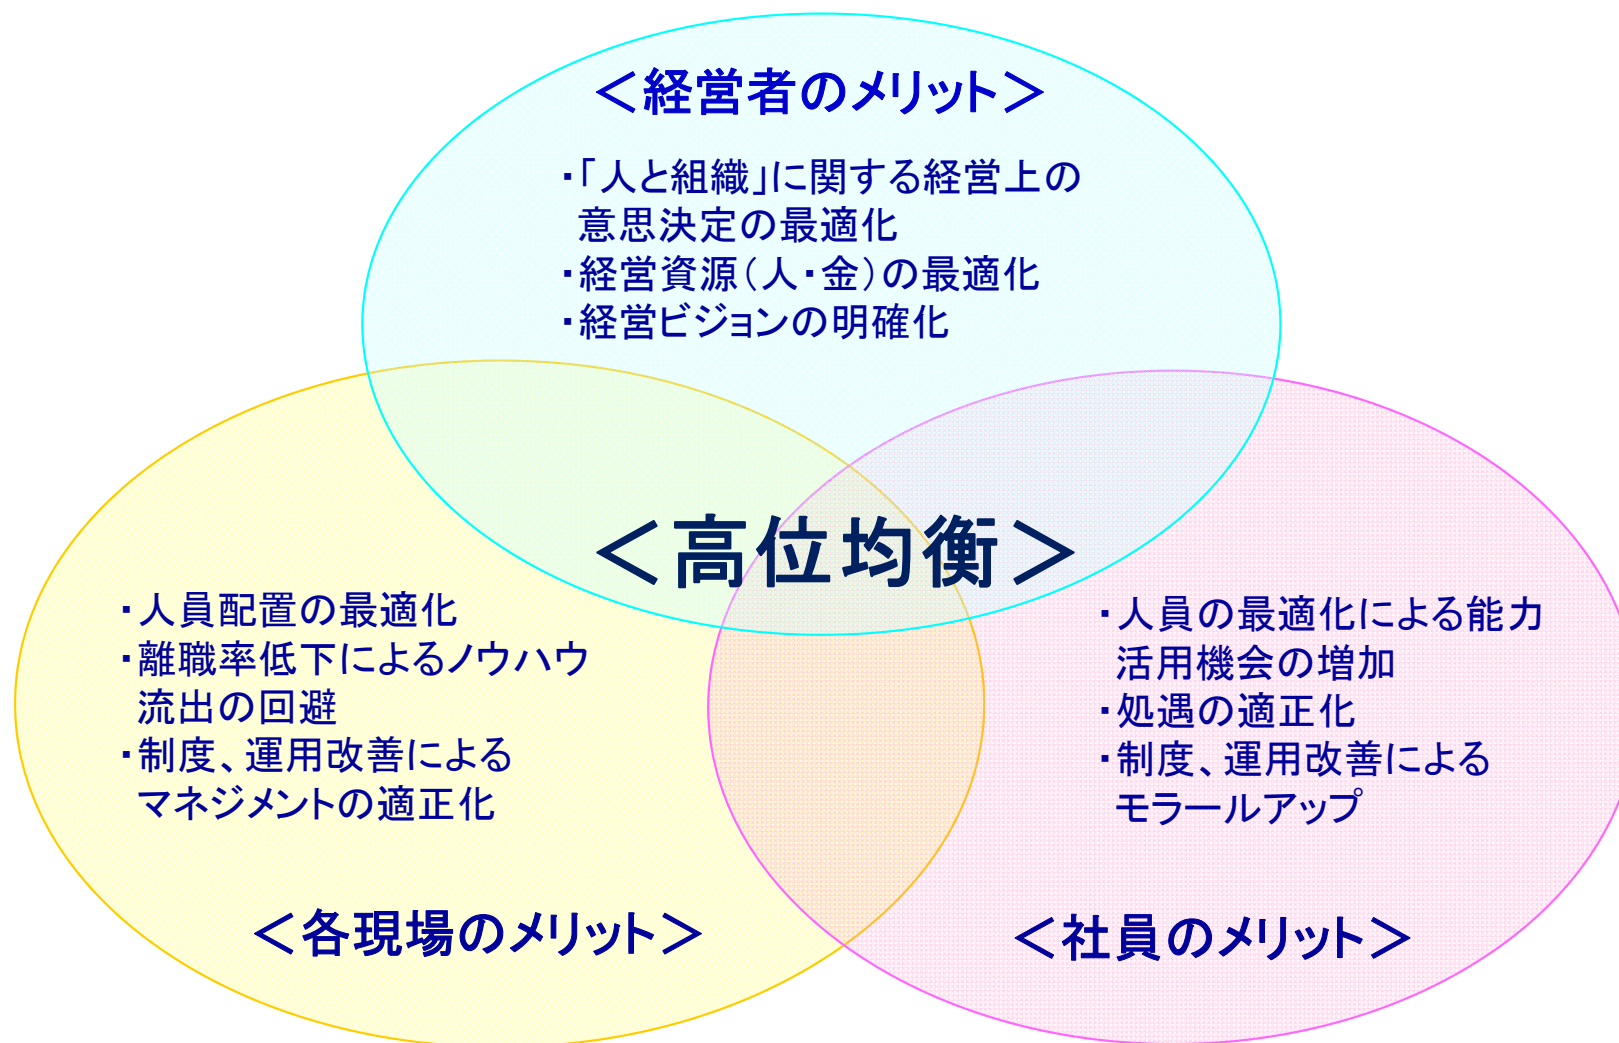 ＜経営者のメリット＞
・「人と組織」に関する経営上の
意思決定の最適化
・経営資源（人・金）の最適化
・経営ビジョンの明確化
＜高位均衡＞
・人員配置の最適化
・離職率低下によるノウハウ
流出の回避
・制度、運用改善による
マネジメントの適正化
＜各現場のメリット＞
・人員の最適化による能力
活用機会の増加
・処遇の適正化
・制度、運用改善による
モラールアップ
＜社員のメリット＞